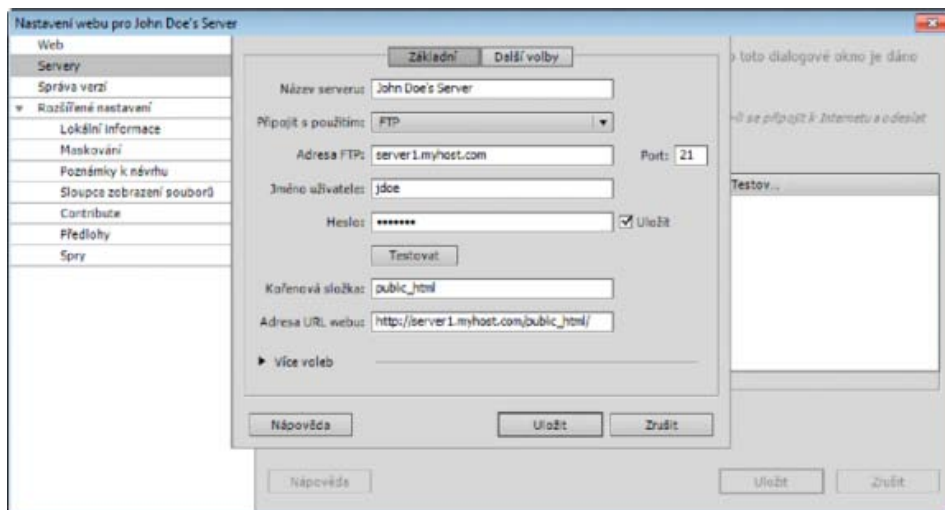 Nastavení webu pro John Doe's Server
Web
Servery
Správa verzí
Rozšířené nastavení
Lokální informace
Maskování
Poznámky k návrhu
Sloupce zobrazení souborů
Contribute
Předlohy
Spry
Základní
Další volby
Název serveru: John Doe's Server
Připojit s použitím: FTP
Adresa FTP: server1.myhost.com Port: 21
Jméno uživatele: jdoe
Heslo: ••••••• Uložit
Testovat
Kořenová složka: public_html
Adresa URL webu: http://server1.myhost.com/public_html/
Více voleb
Nápověda Uložit Zrušit
toto dialogové okno je dáno
se připojit k Internetu a odeslat
Testov...
Nápověda Uložit Zrušit